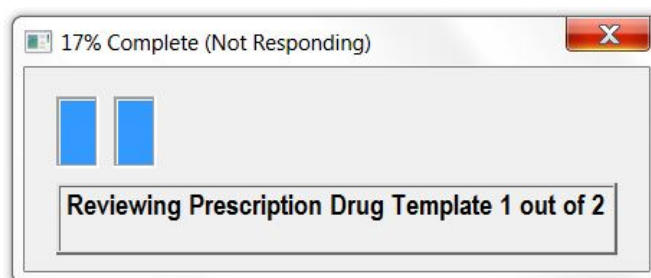 17% Complete (Not Responding)
Reviewing Prescription Drug Template 1 out of 2